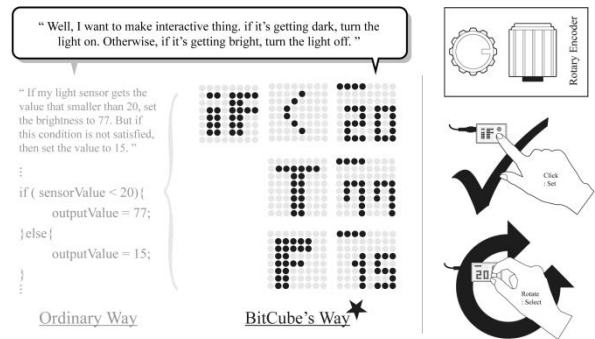 “ Well, I want to make interactive thing. if it's getting dark, turn the
light on. Otherwise, if it's getting bright, turn the light off. ”
“ If my light sensor gets the
value that smaller than 20, set
the brightness to 77. But if
this condition is not satisfied,
then set the value to 15. ”
⋮
if ( sensorValue < 20){
outputValue = 77;
}else{
outputValue = 15;
}
⋮
Ordinary Way
iF < 20
T 77
F 15
BitCube's Way
Rotary Encoder
Click
: Set
20
Rotate
: Select